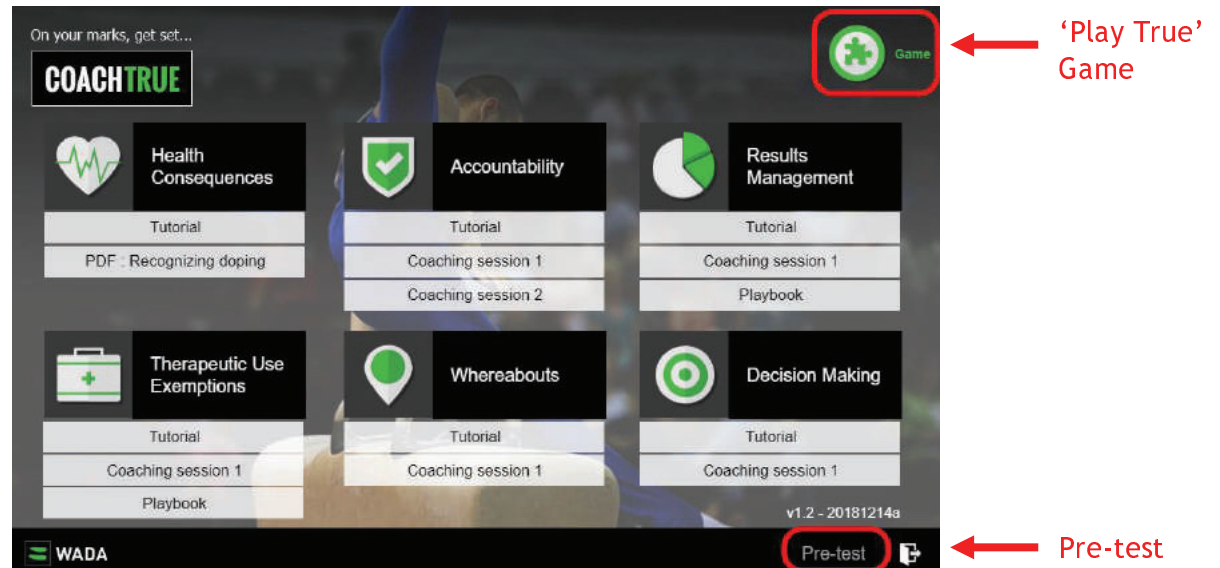 On your marks, get set...
COACHTRUE
Game
‘Play True’
Game
Health
Consequences
Tutorial
PDF : Recognizing doping
Accountability
Tutorial
Coaching session 1
Coaching session 2
Results
Management
Tutorial
Coaching session 1
Playbook
Therapeutic Use
Exemptions
Tutorial
Coaching session 1
Playbook
Whereabouts
Tutorial
Coaching session 1
Decision Making
Tutorial
Coaching session 1
v1.2 - 20181214a
WADA
Pre-test
Pre-test